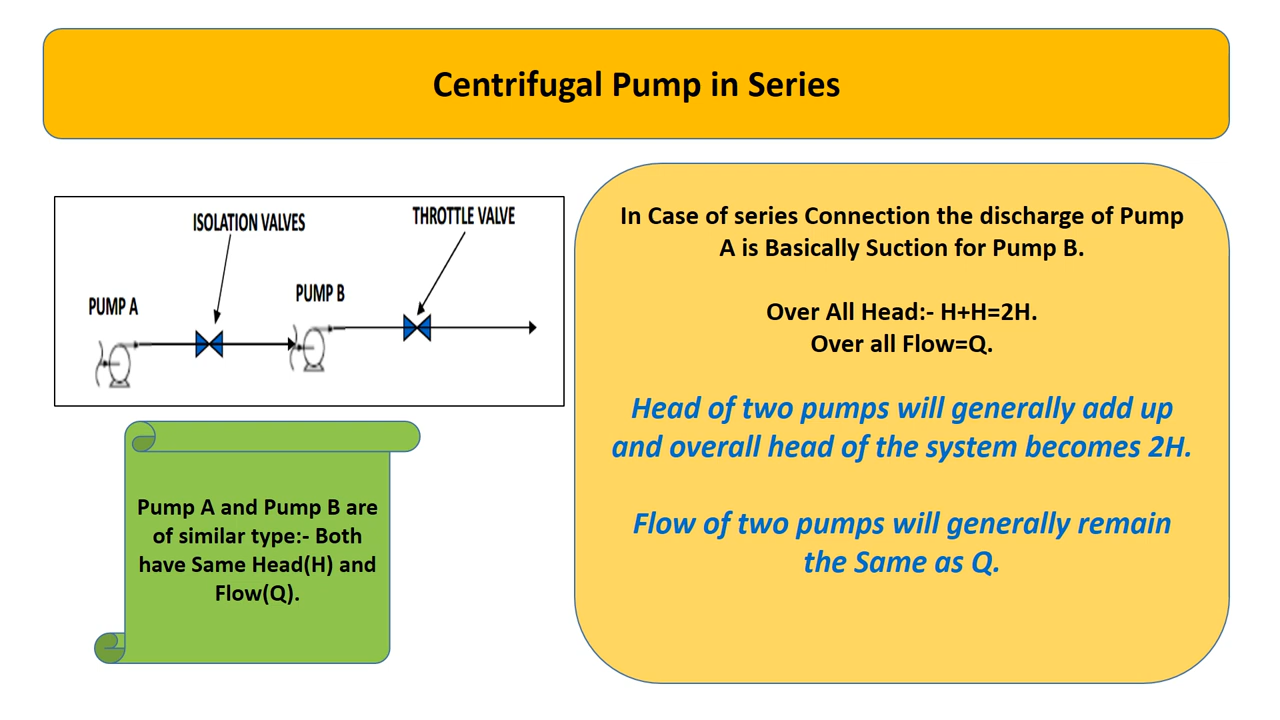 Centrifugal Pump in Series
ISOLATION VALVES
THROTTLE VALVE
PUMP A
PUMP B
Pump A and Pump B are
of similar type:- Both
have Same Head(H) and
Flow(Q).
In Case of series Connection the discharge of Pump
A is Basically Suction for Pump B.
Over All Head:- H+H=2H.
Over all Flow=Q.
Head of two pumps will generally add up
and overall head of the system becomes 2H.
Flow of two pumps will generally remain
the Same as Q.